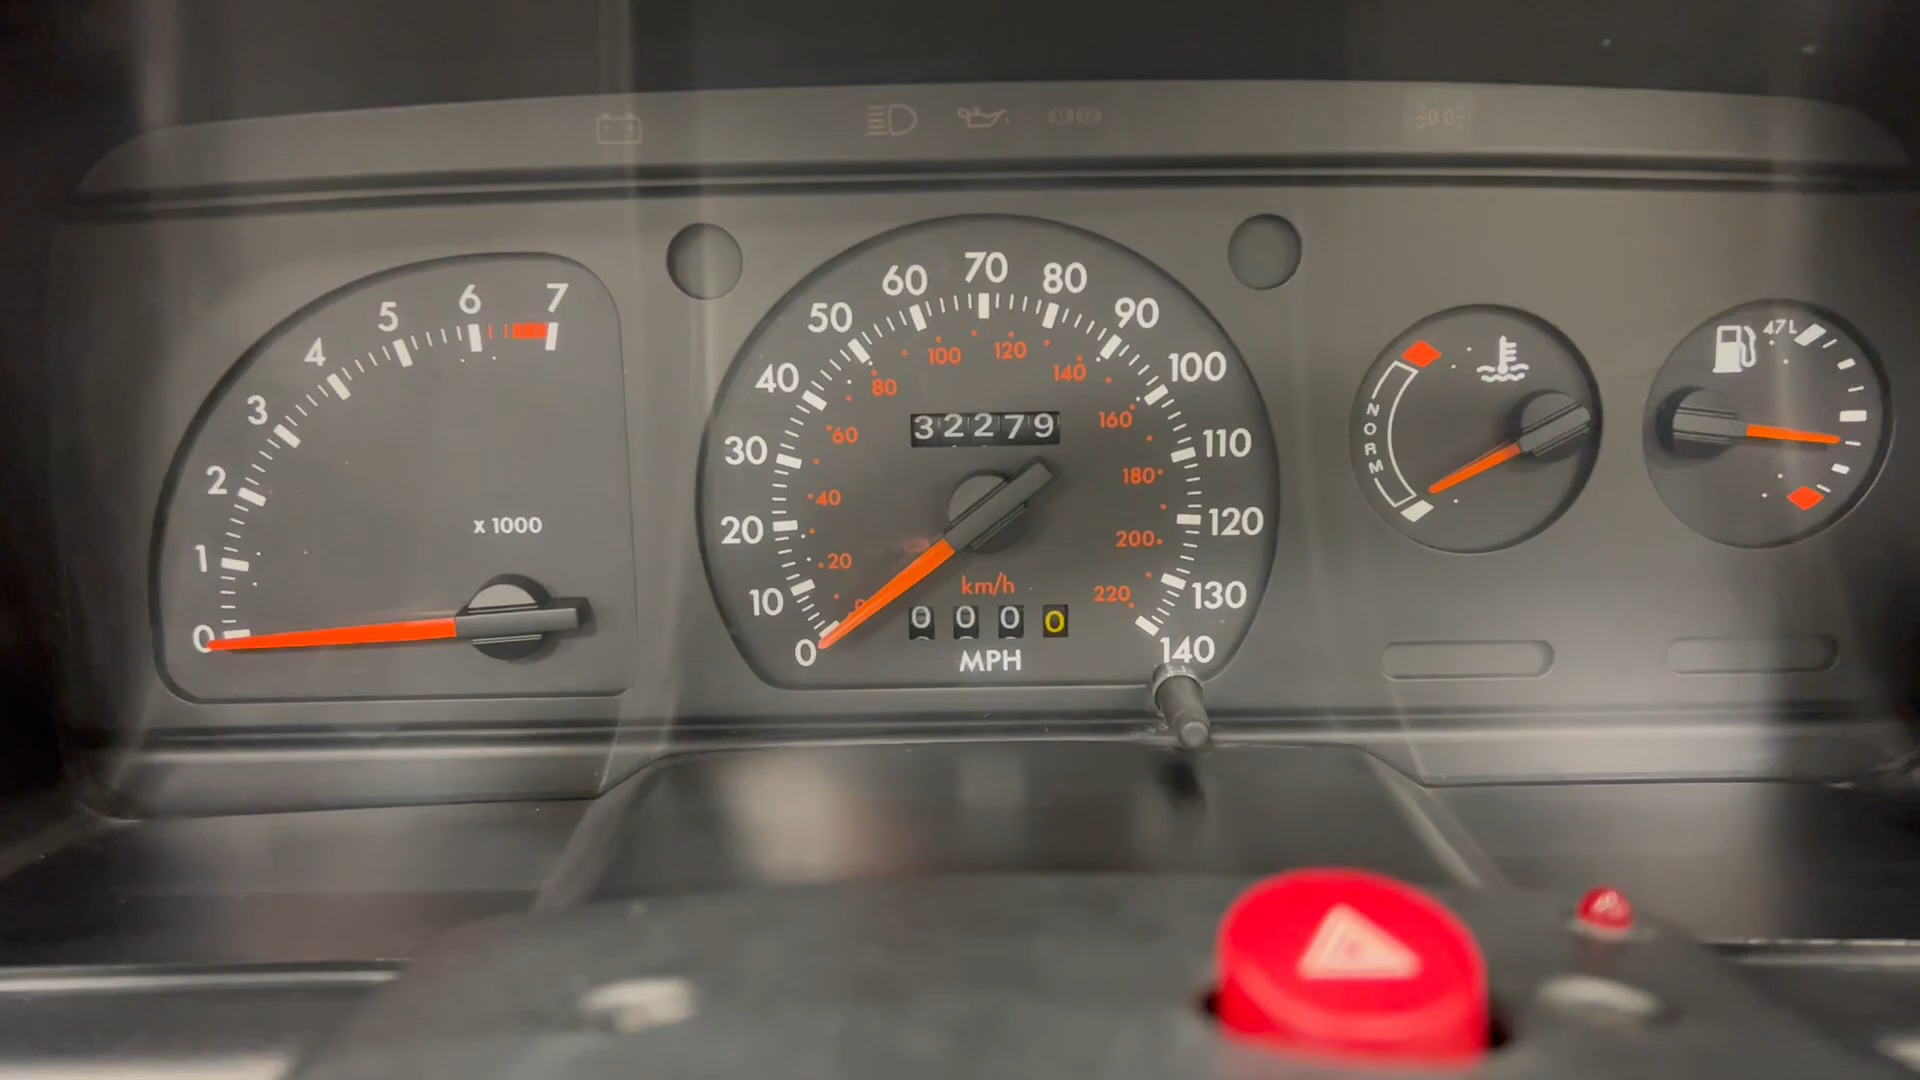 0 1 2 3 4 5 6 7
x 1000
0 10 20 30 40 50 60 70 80 90 100 110 120 130 140
20 40 60 80 100 120 140 160 180 200 220
32279
km/h
0000
MPH
NORM
47L